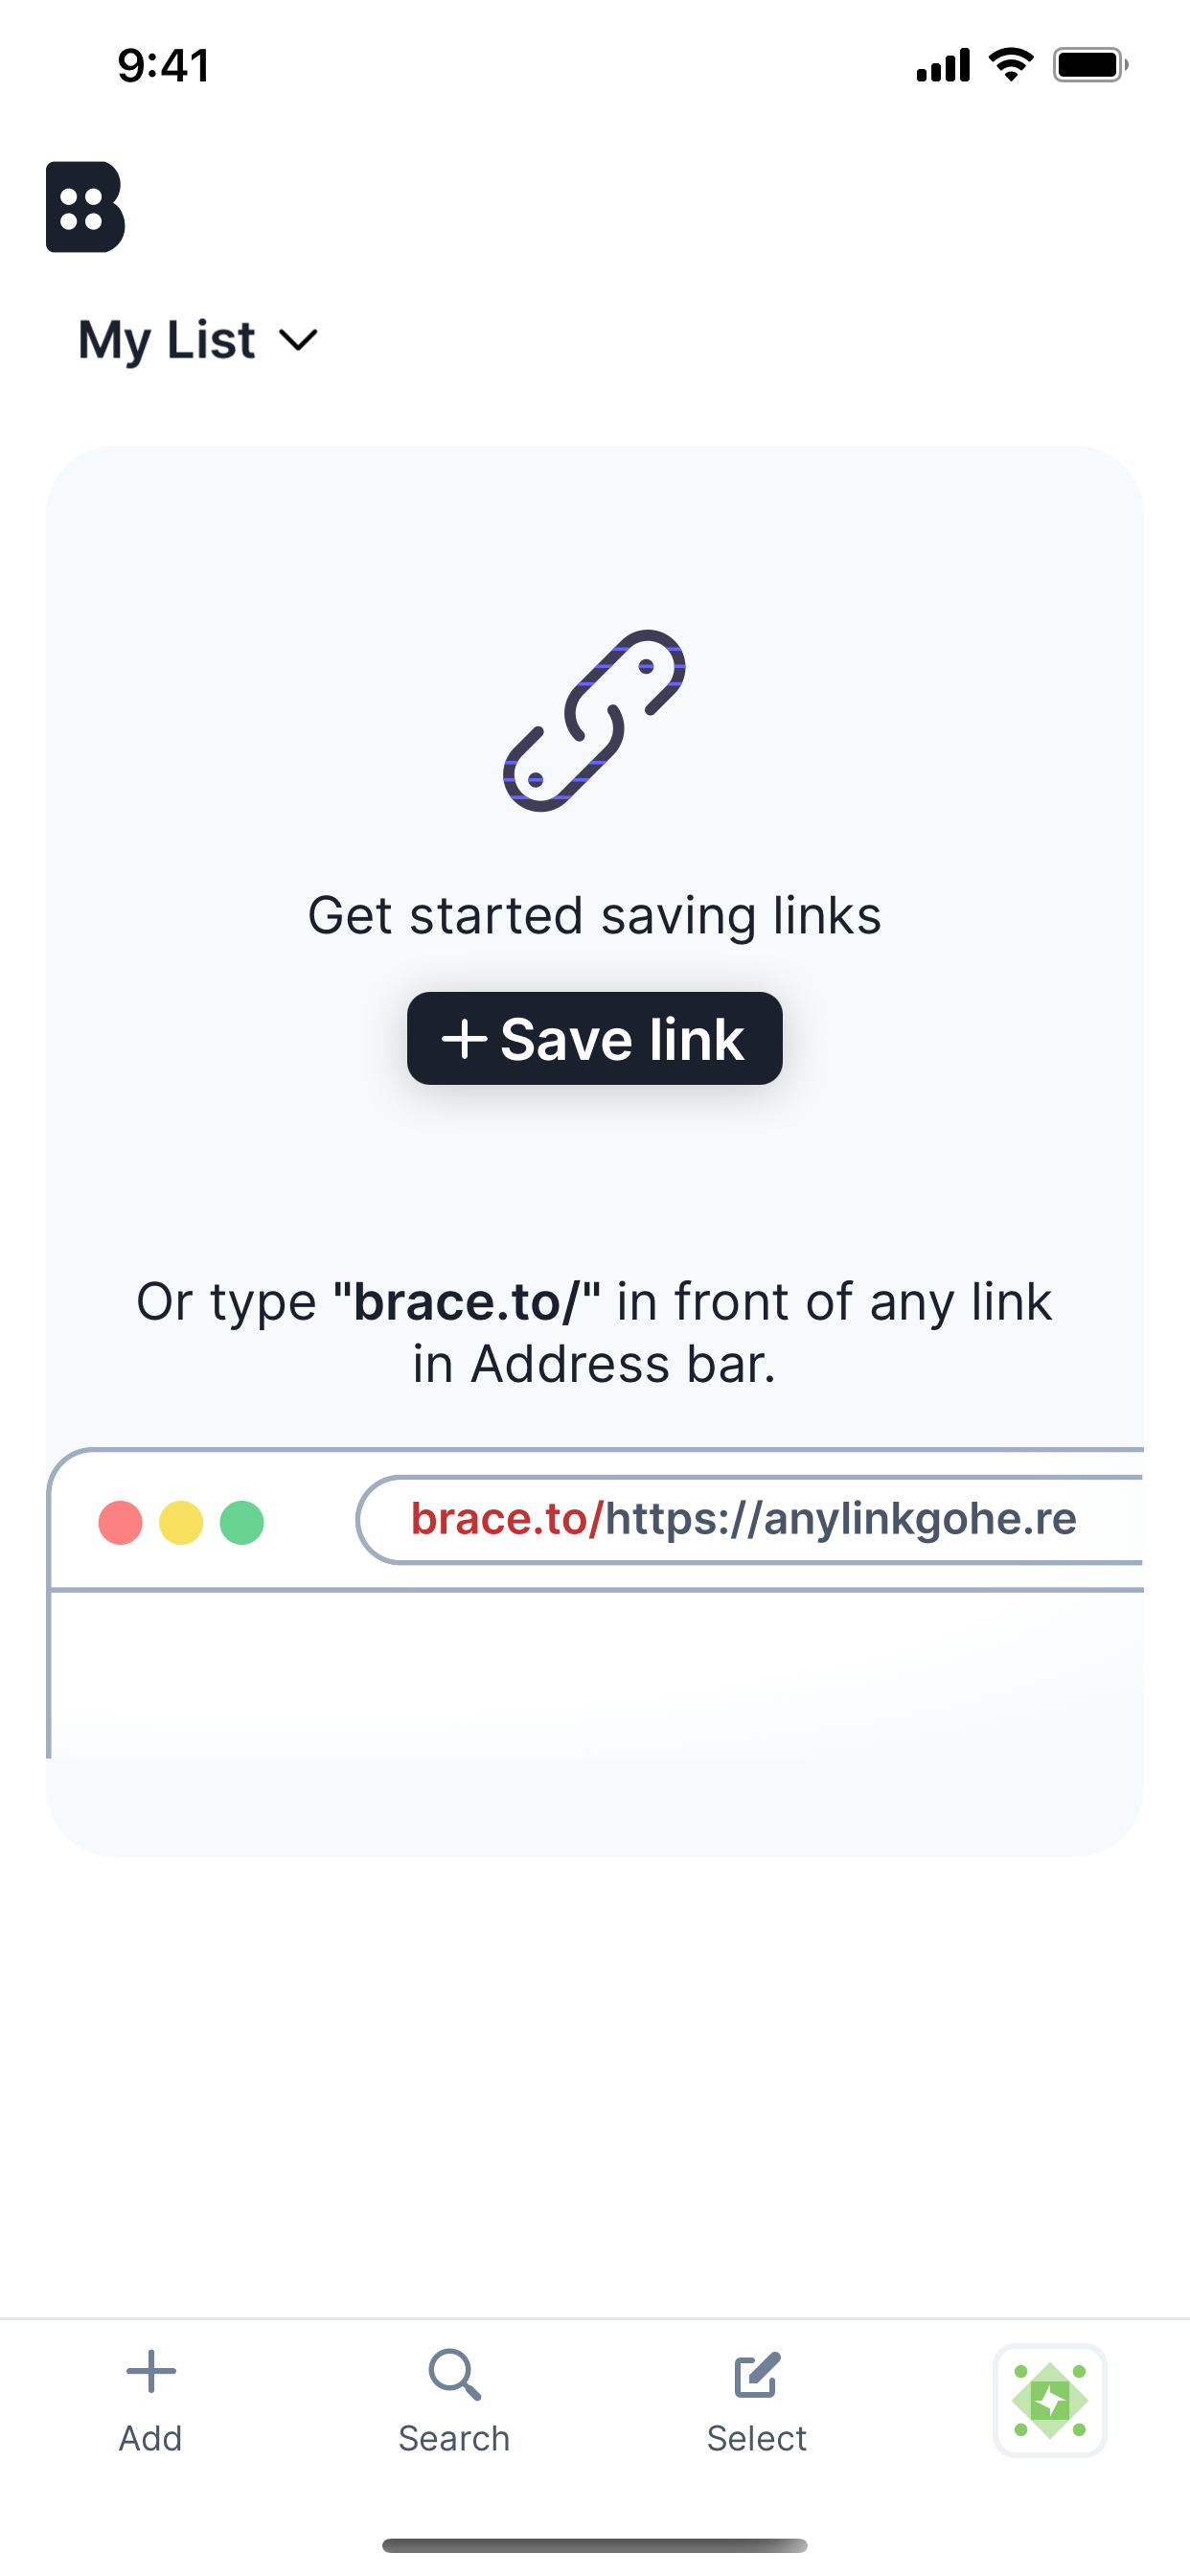 9:41
B
My List
Get started saving links
Save link
Or type "brace.to/" in front of any link
in Address bar.
brace.to/https://anylinkgohe.re
Add
Search
Select